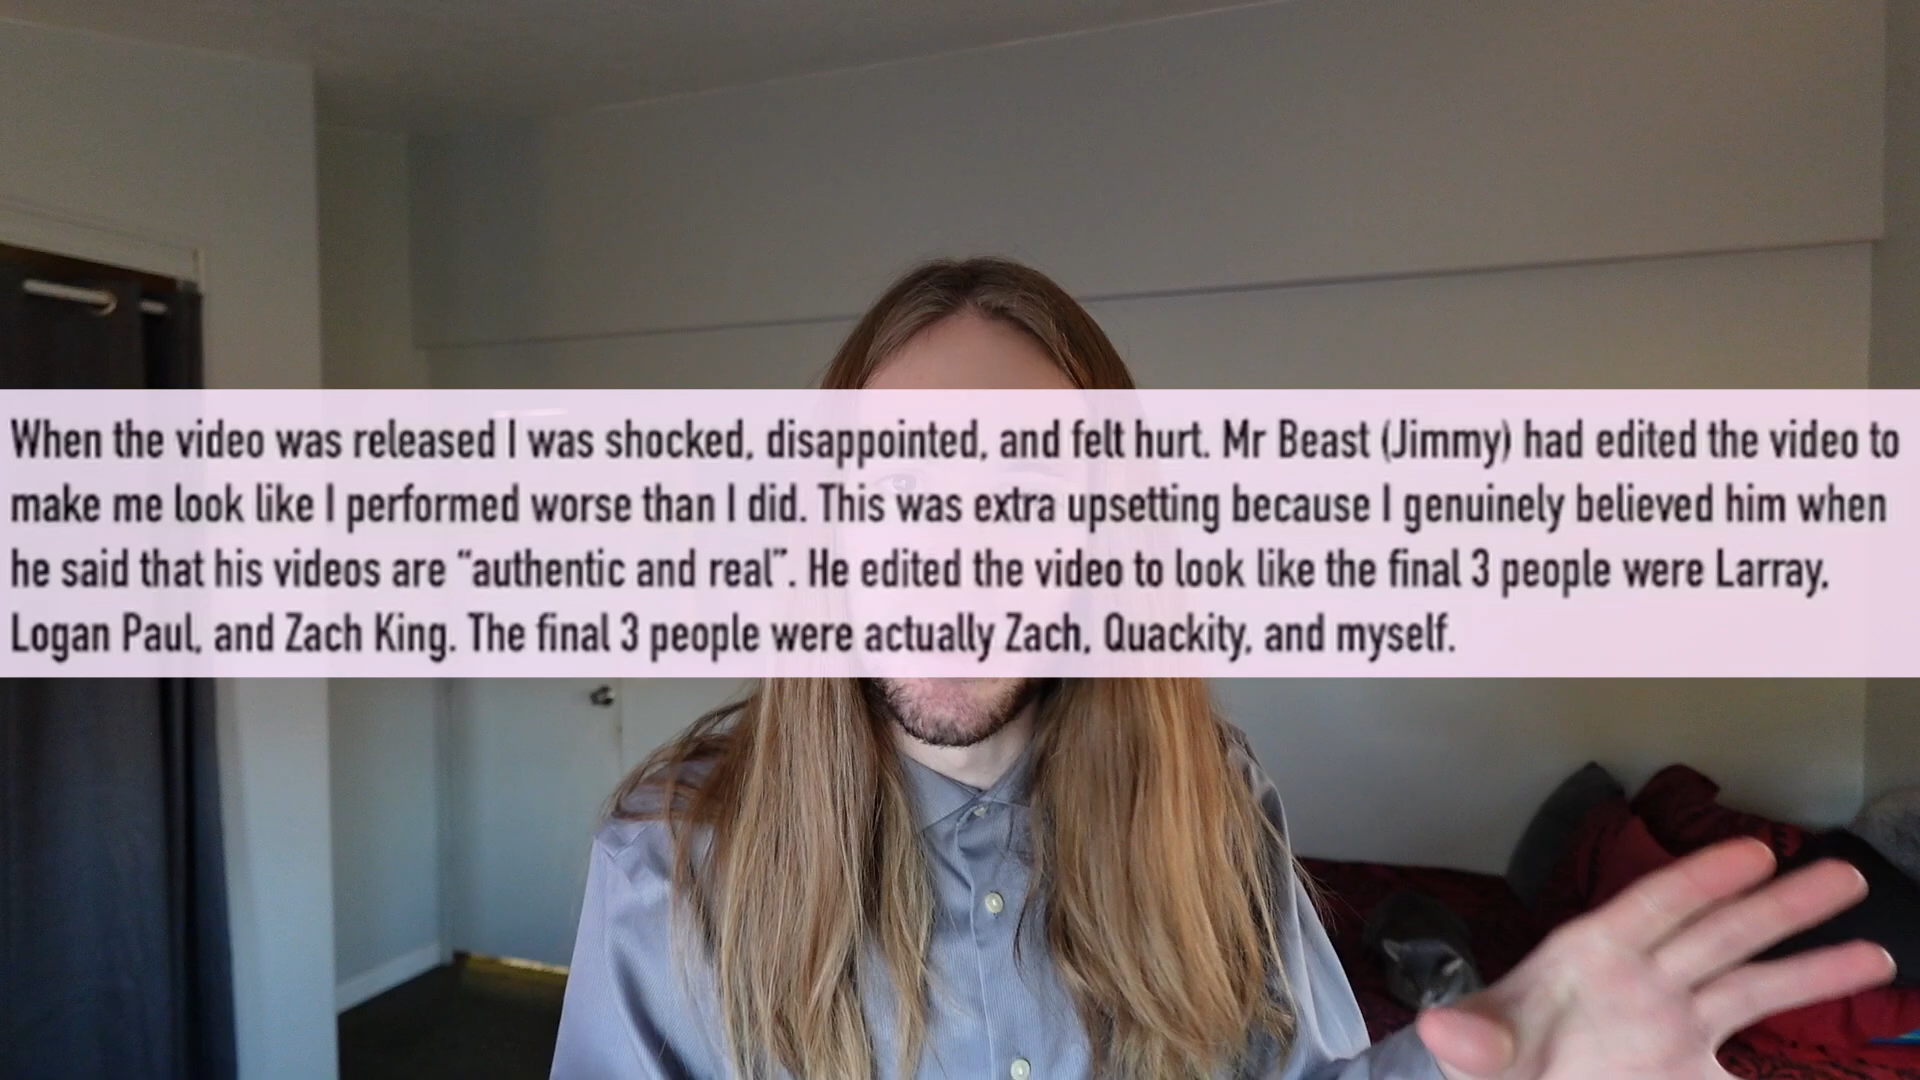 When the video was released I was shocked, disappointed, and felt hurt. Mr Beast (Jimmy) had edited the video to
make me look like I performed worse than I did. This was extra upsetting because I genuinely believed him when
he said that his videos are “authentic and real”. He edited the video to look like the final 3 people were Larray,
Logan Paul, and Zach King. The final 3 people were actually Zach, Quackity, and myself.